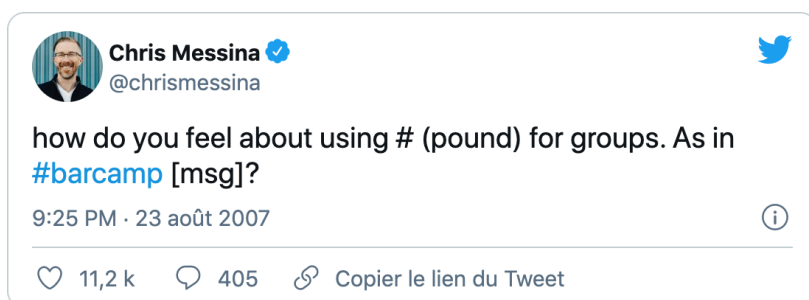 Chris Messina
@chrismessina
how do you feel about using # (pound) for groups. As in
#barcamp [msg]?
9:25 PM · 23 août 2007
11,2 k 405 Copier le lien du Tweet